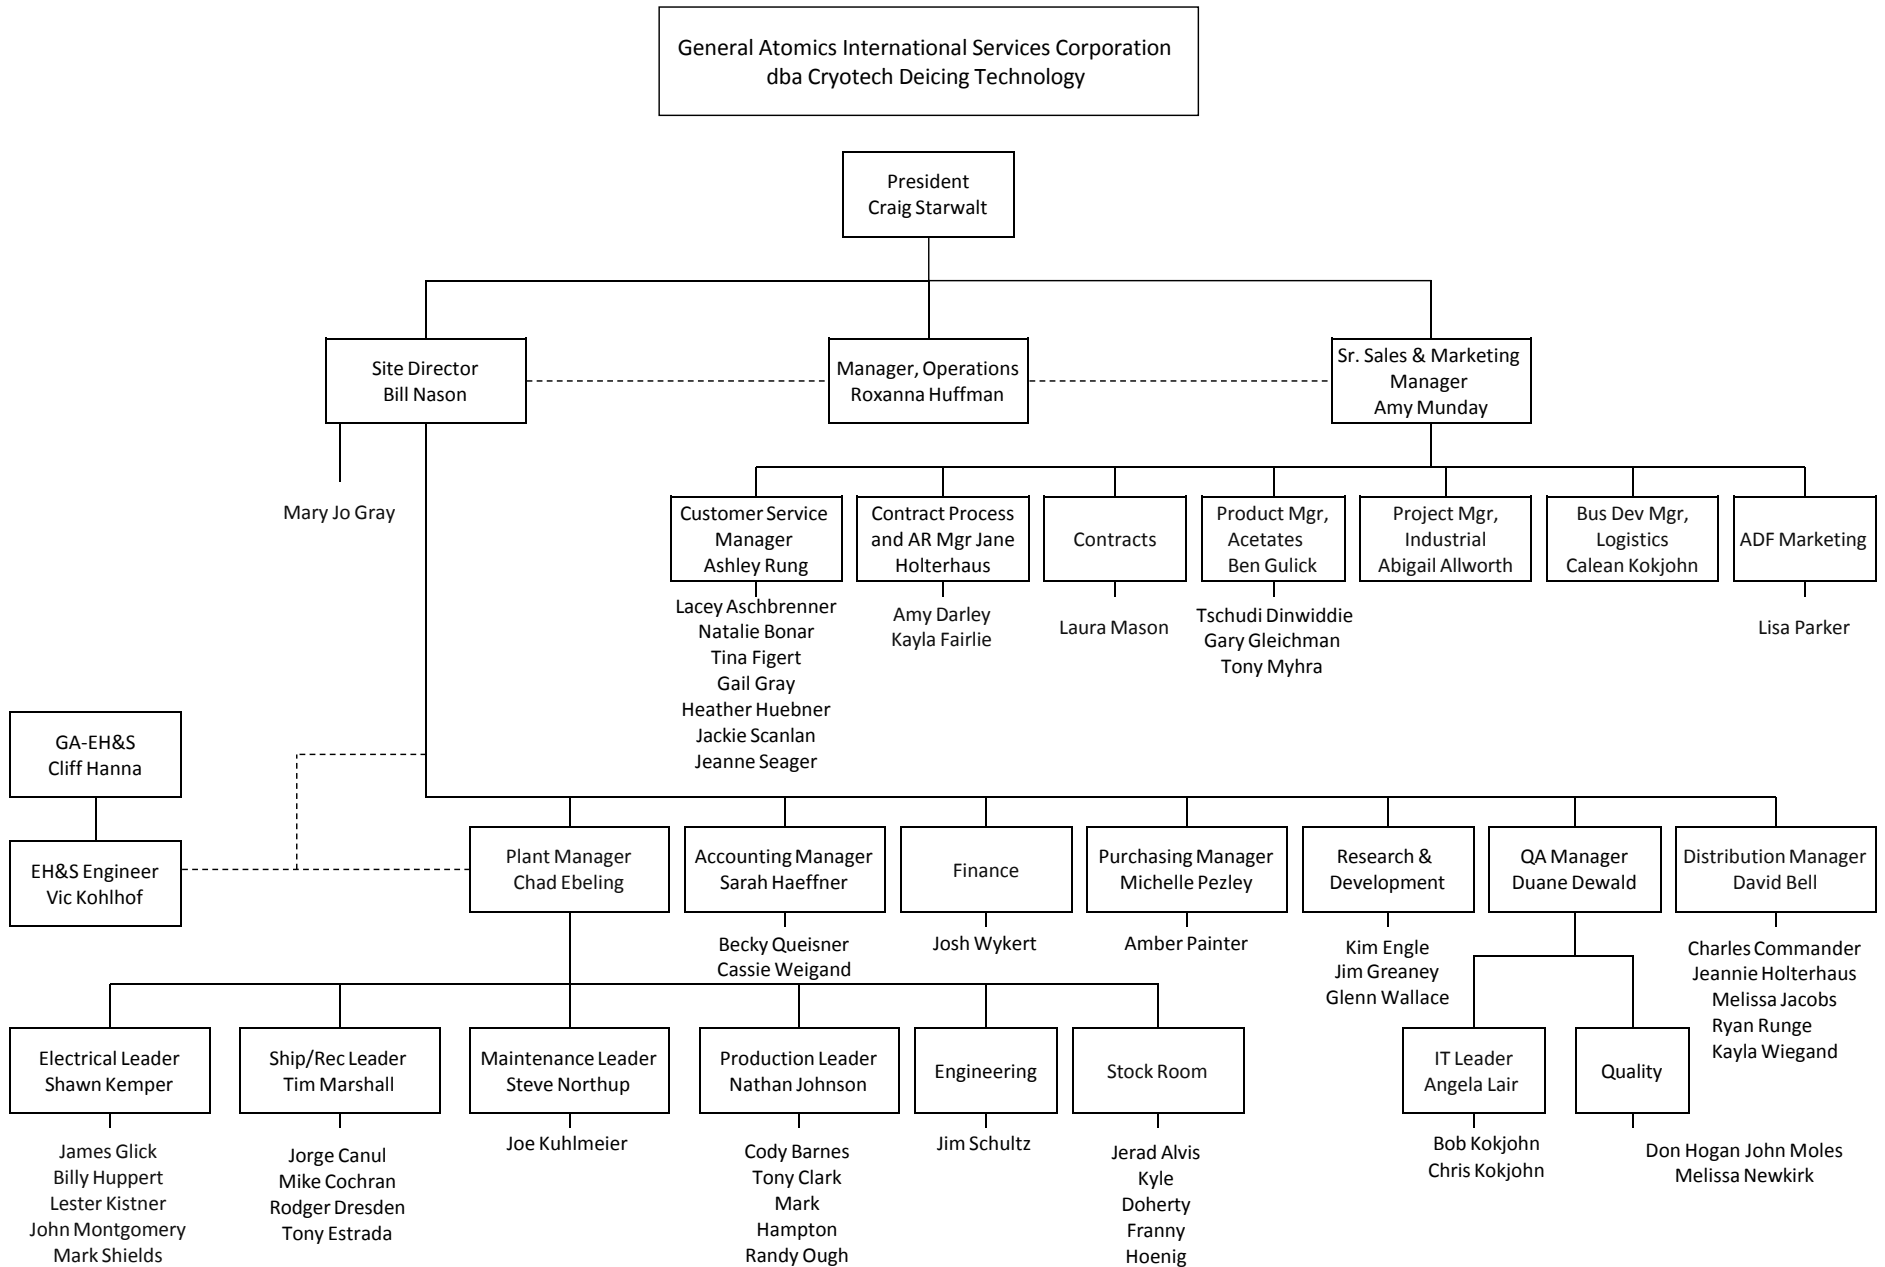 General Atomics International Services Corporation
dba Cryotech Deicing Technology
President
Craig Starwalt
Site Director
Bill Nason
Manager, Operations
Roxanna Huffman
Sr. Sales & Marketing
Manager
Amy Munday
Mary Jo Gray
Customer Service
Manager
Ashley Rung
Contract Process
and AR Mgr Jane
Holterhaus
Contracts
Product Mgr,
Acetates
Ben Gulick
Project Mgr,
Industrial
Abigail Allworth
Bus Dev Mgr,
Logistics
Calean Kokjohn
ADF Marketing
Lacey Aschbrenner
Natalie Bonar
Tina Figert
Gail Gray
Heather Huebner
Jackie Scanlan
Jeanne Seager
Amy Darley
Kayla Fairlie
Laura Mason
Tschudi Dinwiddie
Gary Gleichman
Tony Myhra
Lisa Parker
GA-EH&S
Cliff Hanna
EH&S Engineer
Vic Kohlhof
Plant Manager
Chad Ebeling
Accounting Manager
Sarah Haeffner
Finance
Purchasing Manager
Michelle Pezley
Research &
Development
QA Manager
Duane Dewald
Distribution Manager
David Bell
Becky Queisner
Cassie Weigand
Josh Wykert
Amber Painter
Kim Engle
Jim Greaney
Glenn Wallace
Charles Commander
Jeannie Holterhaus
Melissa Jacobs
Ryan Runge
Kayla Wiegand
Electrical Leader
Shawn Kemper
Ship/Rec Leader
Tim Marshall
Maintenance Leader
Steve Northup
Production Leader
Nathan Johnson
Engineering
Stock Room
IT Leader
Angela Lair
Quality
James Glick
Billy Huppert
Lester Kistner
John Montgomery
Mark Shields
Jorge Canul
Mike Cochran
Rodger Dresden
Tony Estrada
Joe Kuhlmeier
Cody Barnes
Tony Clark
Mark
Hampton
Randy Ough
Jim Schultz
Jerad Alvis
Kyle
Doherty
Franny
Hoenig
Bob Kokjohn
Chris Kokjohn
Don Hogan John Moles
Melissa Newkirk